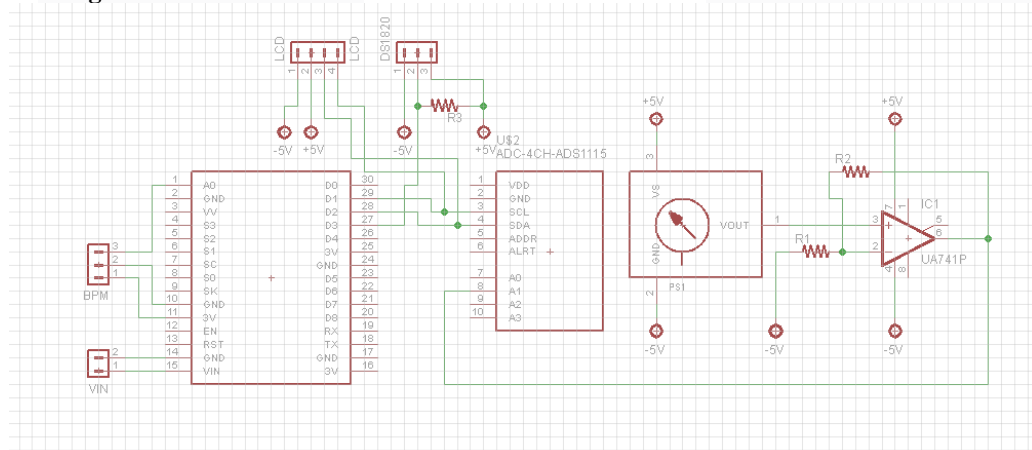 LCD
LCD
DS1820
1
2
3
4
1
2
3
R3
-5V
+5V
-5V
+5V
U$2
ADC-4CH-ADS1115
1 A0
2 GND
3 VV
4 S3
5 S2
6 S1
7 SC
8 S0
9 SK
10 GND
11 3V
12 EN
13 RST
14 GND
15 VIN
D0 30
D1 29
D2 28
D3 27
D4 26
3V 25
GND 24
D5 23
D6 22
D7 21
D8 20
RX 19
TX 18
GND 17
3V 16
3
2
1
BPM
2
1
VIN
1 VDD
2 GND
3 SCL
4 SDA
5 ADDR
6 ALRT
7 A0
8 A1
9 A2
10 A3
+5V
3
VS
GND
VOUT
1
PS1
2
-5V
R1
R2
-5V
+5V
7
1
IC1
3
2
5
6
4
8
UA741P
-5V